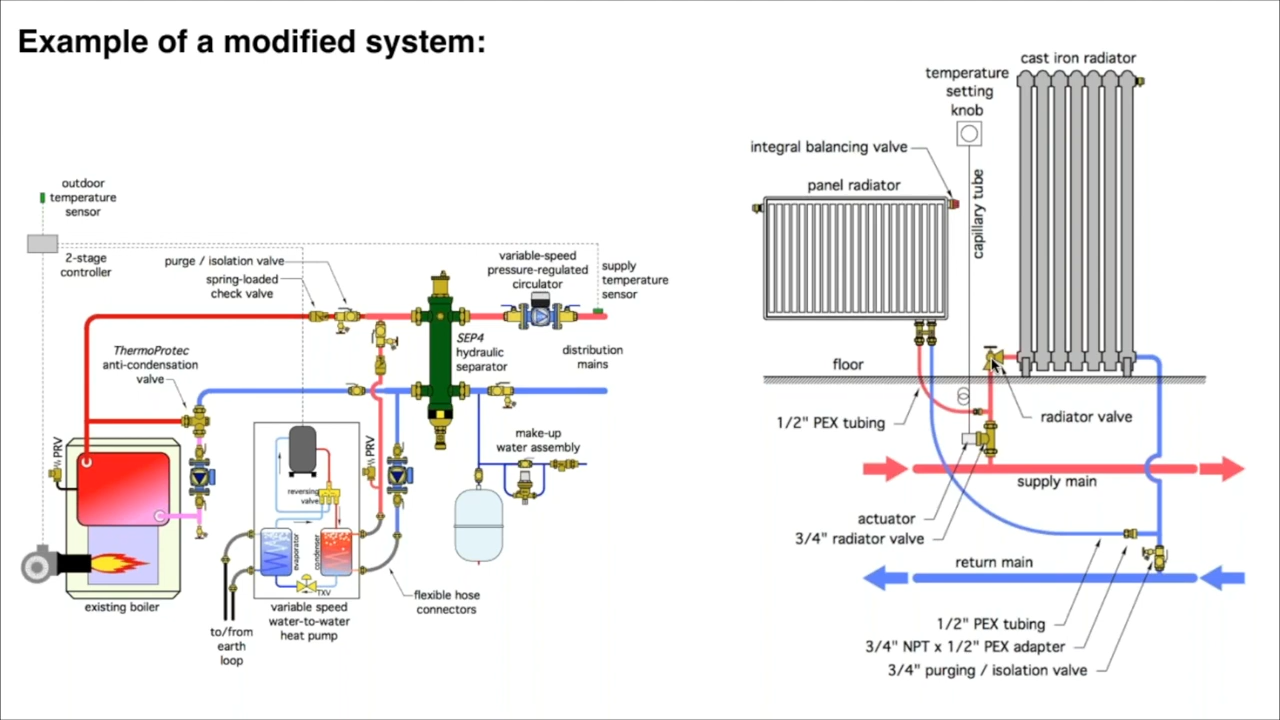 Example of a modified system:
outdoor
temperature
sensor
2-stage
controller
purge / isolation valve
spring-loaded
check valve
variable-speed
pressure-regulated
circulator
supply
temperature
sensor
ThermoProtec
anti-condensation
valve
SEP4
hydraulic
separator
distribution
mains
PRV
PRV
make-up
water assembly
reversing
valve
evaporator
condenser
TXV
existing boiler
variable speed
water-to-water
heat pump
flexible hose
connectors
to/from
earth
loop
cast iron radiator
temperature
setting
knob
integral balancing valve
panel radiator
capillary tube
floor
1/2" PEX tubing
radiator valve
supply main
actuator
3/4" radiator valve
return main
1/2" PEX tubing
3/4" NPT x 1/2" PEX adapter
3/4" purging / isolation valve